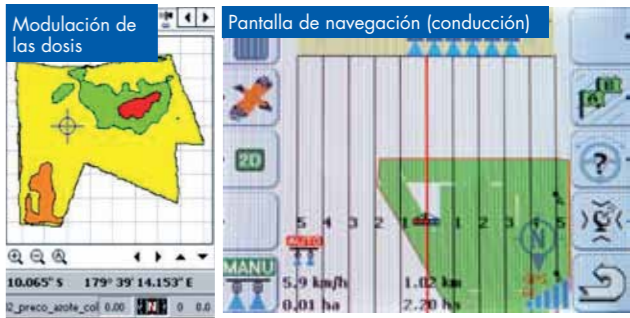 Modulación de
las dosis
Pantalla de navegación (conducción)
2D
5 4 3 2 1 1 2 3 4 5
AUTO
MANU
5.9 km/h 1.02 km
0,01 ha 2.20 ha
N
A B
?
10.065" S 179° 39' 14.153" E
2_preco_azote_col 0.00 N 0 0.0